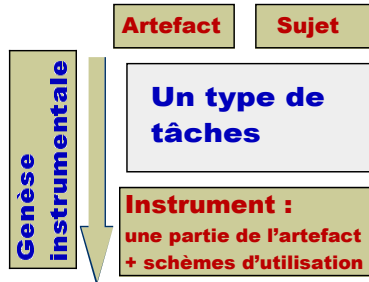 Artefact
Sujet
Genèse
instrumentale
Un type de
tâches
Instrument :
une partie de l'artefact
+ schèmes d'utilisation